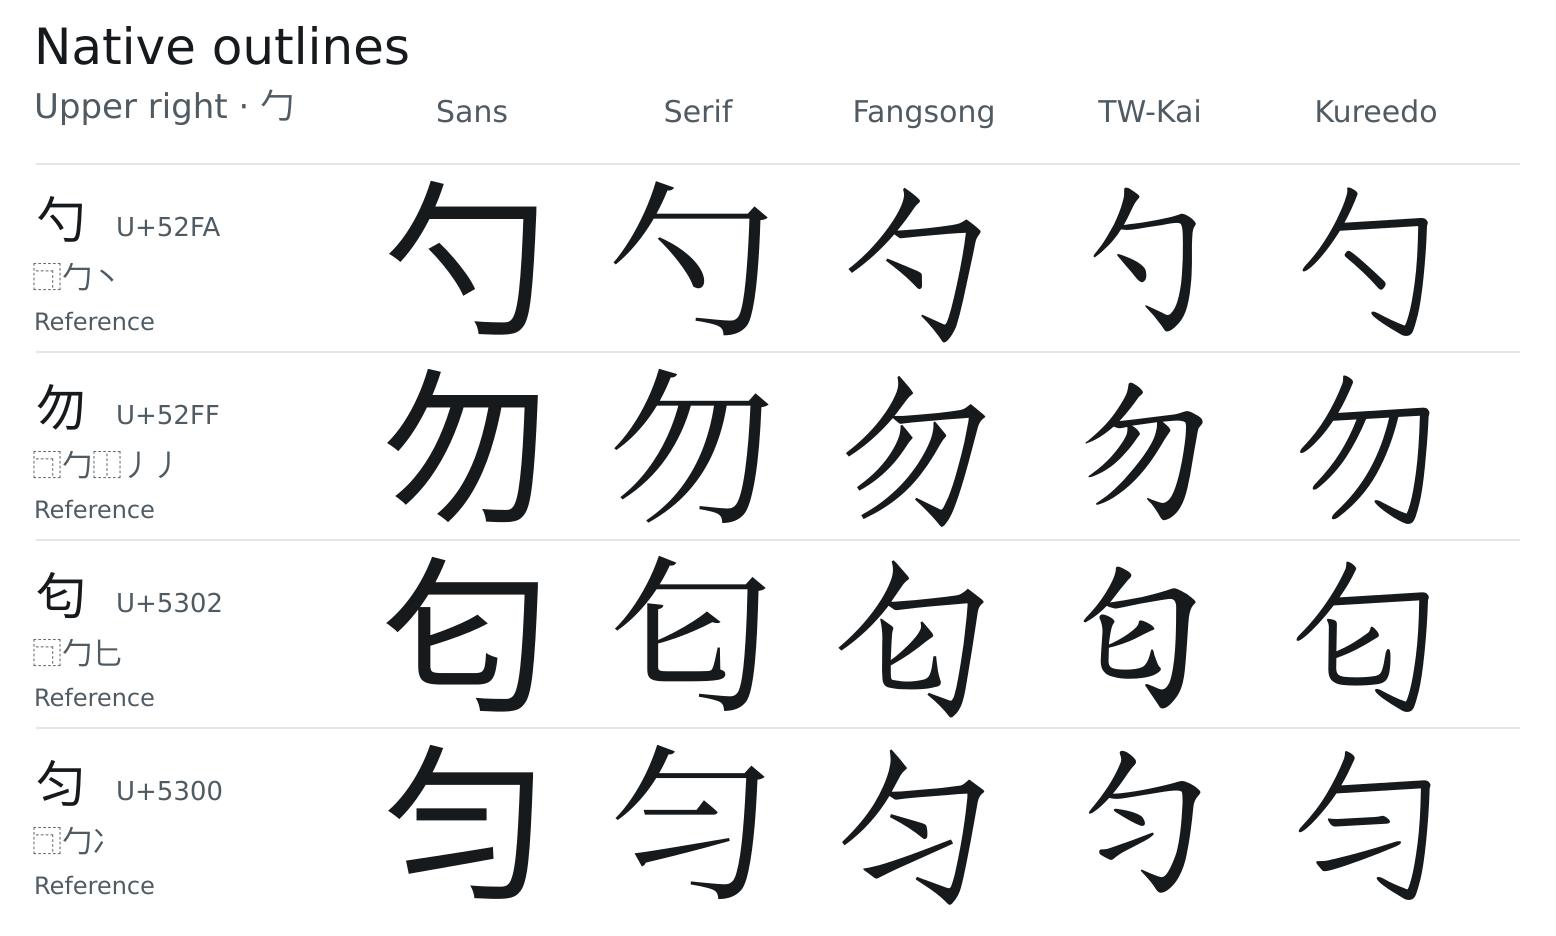 Native outlines
Upper right · 勹 Sans Serif Fangsong TW-Kai Kureedo
勺 U+52FA 勺 勺 勺 勺 勺
⿹勹丶
Reference
勿 U+52FF 勿 勿 勿 勿 勿
⿹勹⿰丿丿
Reference
匂 U+5302 匂 匂 匂 匂 匂
⿹勹匕
Reference
匀 U+5300 匀 匀 匀 匀 匀
⿹勹冫
Reference